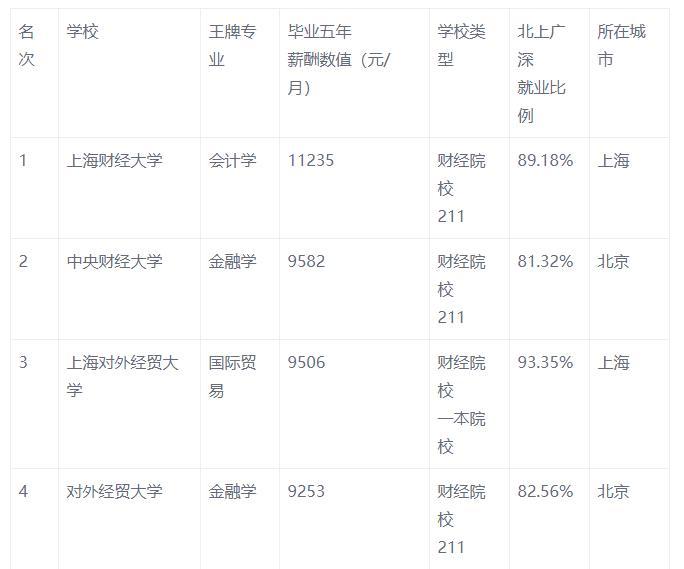 名次 学校 王牌专业 毕业五年薪酬数值（元/月） 学校类型 北上广深就业比例 所在城市
1 上海财经大学 会计学 11235 财经院校 211 89.18% 上海
2 中央财经大学 金融学 9582 财经院校 211 81.32% 北京
3 上海对外经贸大学 国际贸易 9506 财经院校 一本院校 93.35% 上海
4 对外经贸大学 金融学 9253 财经院校 211 82.56% 北京